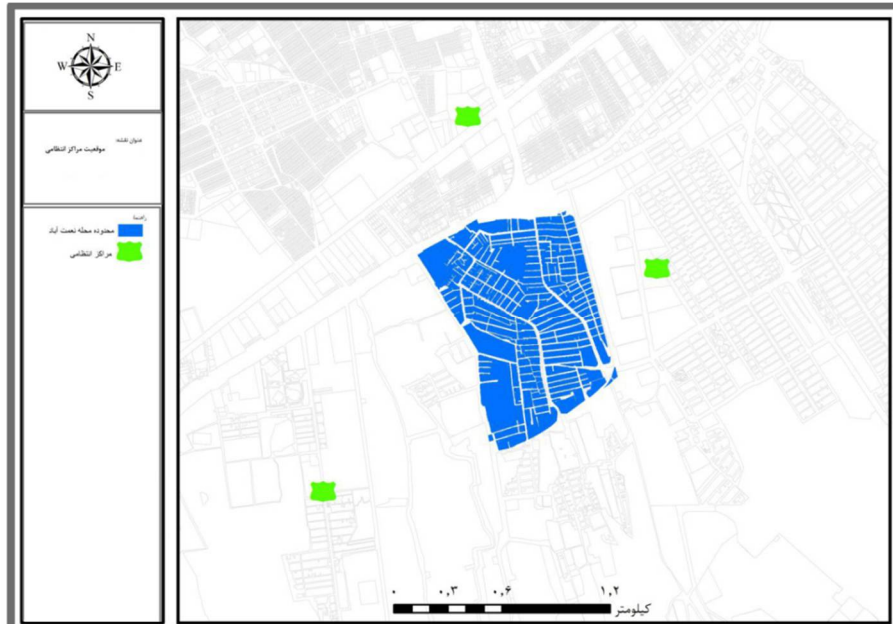 N
W E
S
عنوان نقشه:
موقعیت مراکز انتظامی
راهنما
محدوده محله نعمت آباد
مراکز انتظامی
۰ ۰٫۳ ۰٫۶ ۱٫۲
کیلومتر